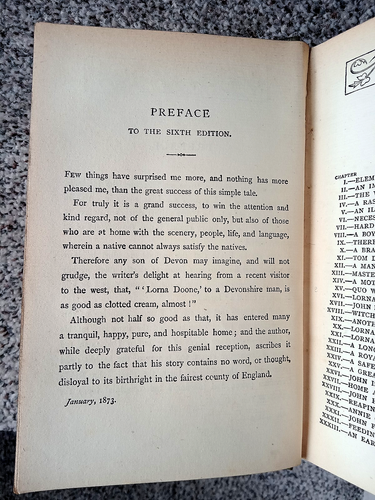 PREFACE
TO THE SIXTH EDITION.
FEW things have surprised me more, and nothing has more
pleased me, than the great success of this simple tale.
For truly it is a grand success, to win the attention and
kind regard, not of the general public only, but also of those
who are at home with the scenery, people, life, and language,
wherein a native cannot always satisfy the natives.
Therefore any son of Devon may imagine, and will not
grudge, the writer's delight at hearing from a recent visitor
to the west, that, "'Lorna Doone,' to a Devonshire man, is
as good as clotted cream, almost!"
Although not half so good as that, it has entered many
a tranquil, happy, pure, and hospitable home; and the author,
while deeply grateful for this genial reception, ascribes it
partly to the fact that his story contains no word, or thought,
disloyal to its birthright in the fairest county of England.
January, 1873.
CHAPTER
I.—ELEM
II.—AN IM
III.—THE W
IV.—A RAS
V.—AN IL
VI.—NECES
VII.—HARD
VIII.—A BOY
IX.—THERE
X.—A BRA
XI.—TOM D
XII.—A MAN
XIII.—MASTE
XIV.—A MOT
XV.—QUO W
XVI.—LORNA
XVII.—JOHN
XVIII.—WITCH
XIX.—ANOTH
XX.—LORNA
XXI.—LORNA
XXII.—A LONG
XXIII.—A ROYA
XXIV.—A SAFE
XXV.—A GREA
XXVI.—JOHN I
XXVII.—HOME
XXVIII.—JOHN
XXIX.—REAPIN
XXX.—ANNIE
XXXI.—JOHN F
XXXII.—FEEDIN
XXXIII.—AN EAR